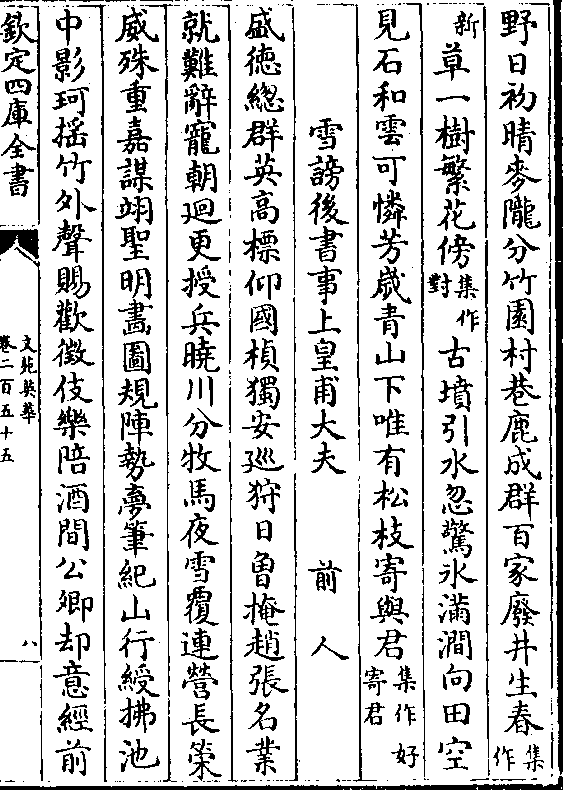 野日初晴麥隴分竹園村巷鹿成群百家廢井生春集作
新草一樹繁花傍集作對古墳引水忽驚氷滿澗向田空
見石和雲可憐芳歳青山下唯有松枝寄與君集作好寄君
雪謗後書事上皇甫大夫 前人
盛徳緫群英高標仰國楨獨安廵狩日曾掩趙張名業
就難辭寵朝廻更授兵曉川分牧馬夜雪覆連營長榮
威殊重嘉謀翊聖明畵圖規陣勢夢筆紀山行綬拂池
中影珂揺竹外聲賜歡徵伎樂陪酒問公卿却意經前
欽定四庫全書
文苑英華
卷二百五十五
八